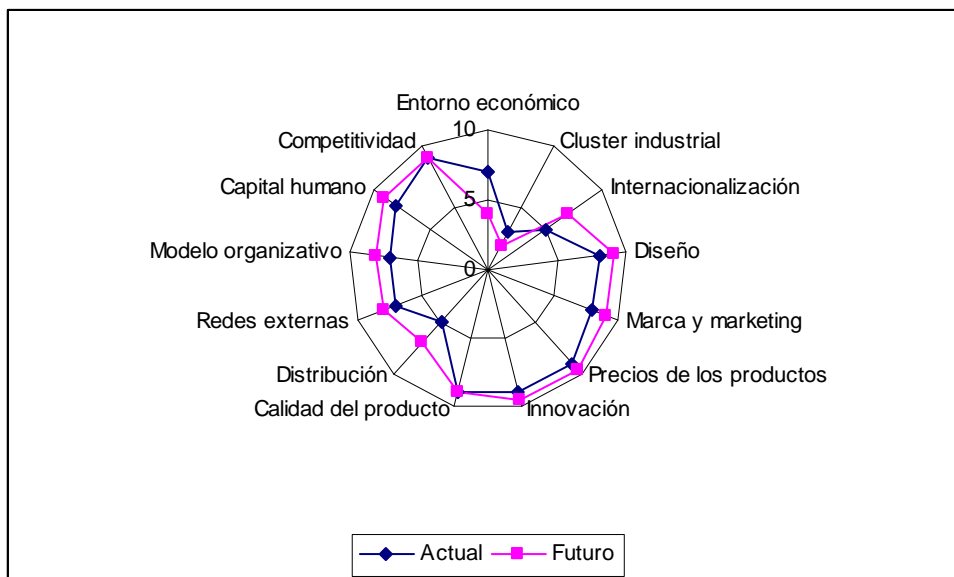 Entorno económico
10
Competitividad
Cluster industrial
Capital humano
Internacionalización
5
Modelo organizativo
Diseño
0
Redes externas
Marca y marketing
Distribución
Precios de los productos
Calidad del producto
Innovación
Actual
Futuro